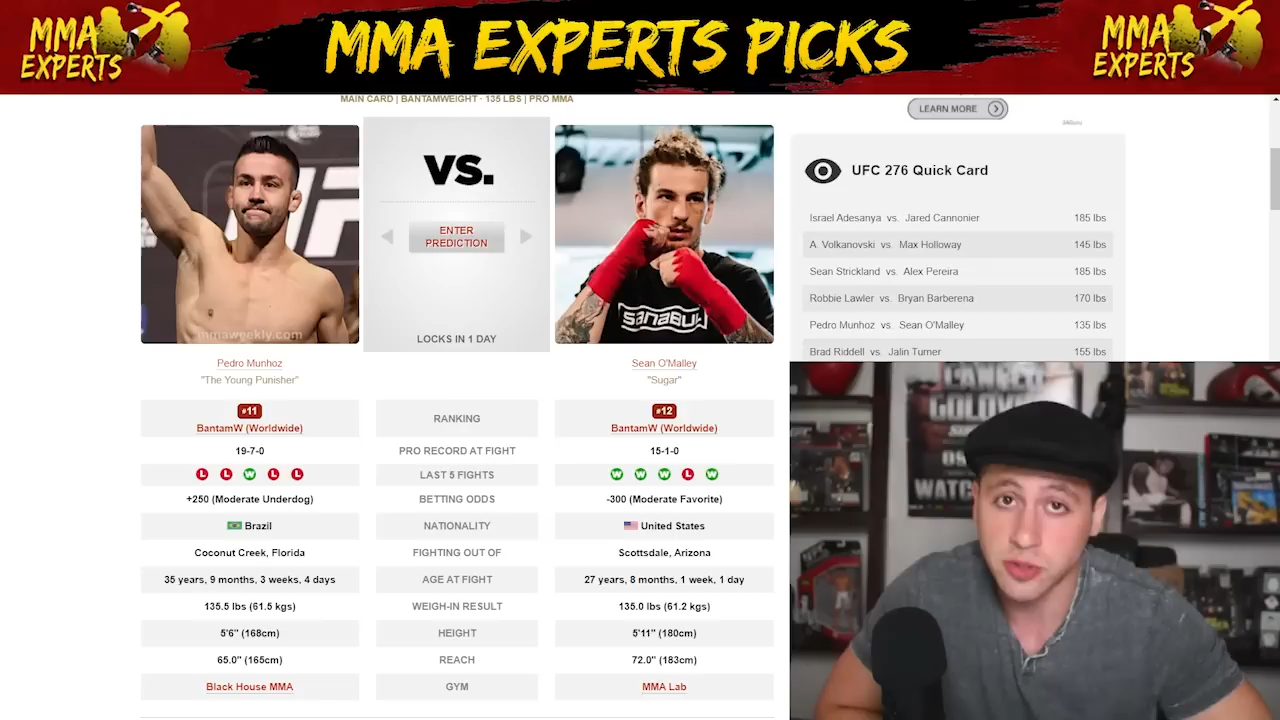 MMA EXPERTS
MMA EXPERTS PICKS
MMA EXPERTS
MAIN CARD | BANTAMWEIGHT · 135 LBS | PRO MMA
LEARN MORE
mmaweekly.com
VS.
ENTER
PREDICTION
LOCKS IN 1 DAY
SANABUL
UFC 276 Quick Card
Israel Adesanya vs. Jared Cannonier 185 lbs
A. Volkanovski vs. Max Holloway 145 lbs
Sean Strickland vs. Alex Pereira 185 lbs
Robbie Lawler vs. Bryan Barberena 170 lbs
Pedro Munhoz vs. Sean O'Malley 135 lbs
Brad Riddell vs. Jalin Turner 155 lbs
Pedro Munhoz Sean O'Malley
"The Young Punisher" "Sugar"
#11 RANKING #12
BantamW (Worldwide) BantamW (Worldwide)
19-7-0 PRO RECORD AT FIGHT 15-1-0
L L W L L LAST 5 FIGHTS W W W L W
+250 (Moderate Underdog) BETTING ODDS -300 (Moderate Favorite)
Brazil NATIONALITY United States
Coconut Creek, Florida FIGHTING OUT OF Scottsdale, Arizona
35 years, 9 months, 3 weeks, 4 days AGE AT FIGHT 27 years, 8 months, 1 week, 1 day
135.5 lbs (61.5 kgs) WEIGH-IN RESULT 135.0 lbs (61.2 kgs)
5'6" (168cm) HEIGHT 5'11" (180cm)
65.0" (165cm) REACH 72.0" (183cm)
Black House MMA GYM MMA Lab